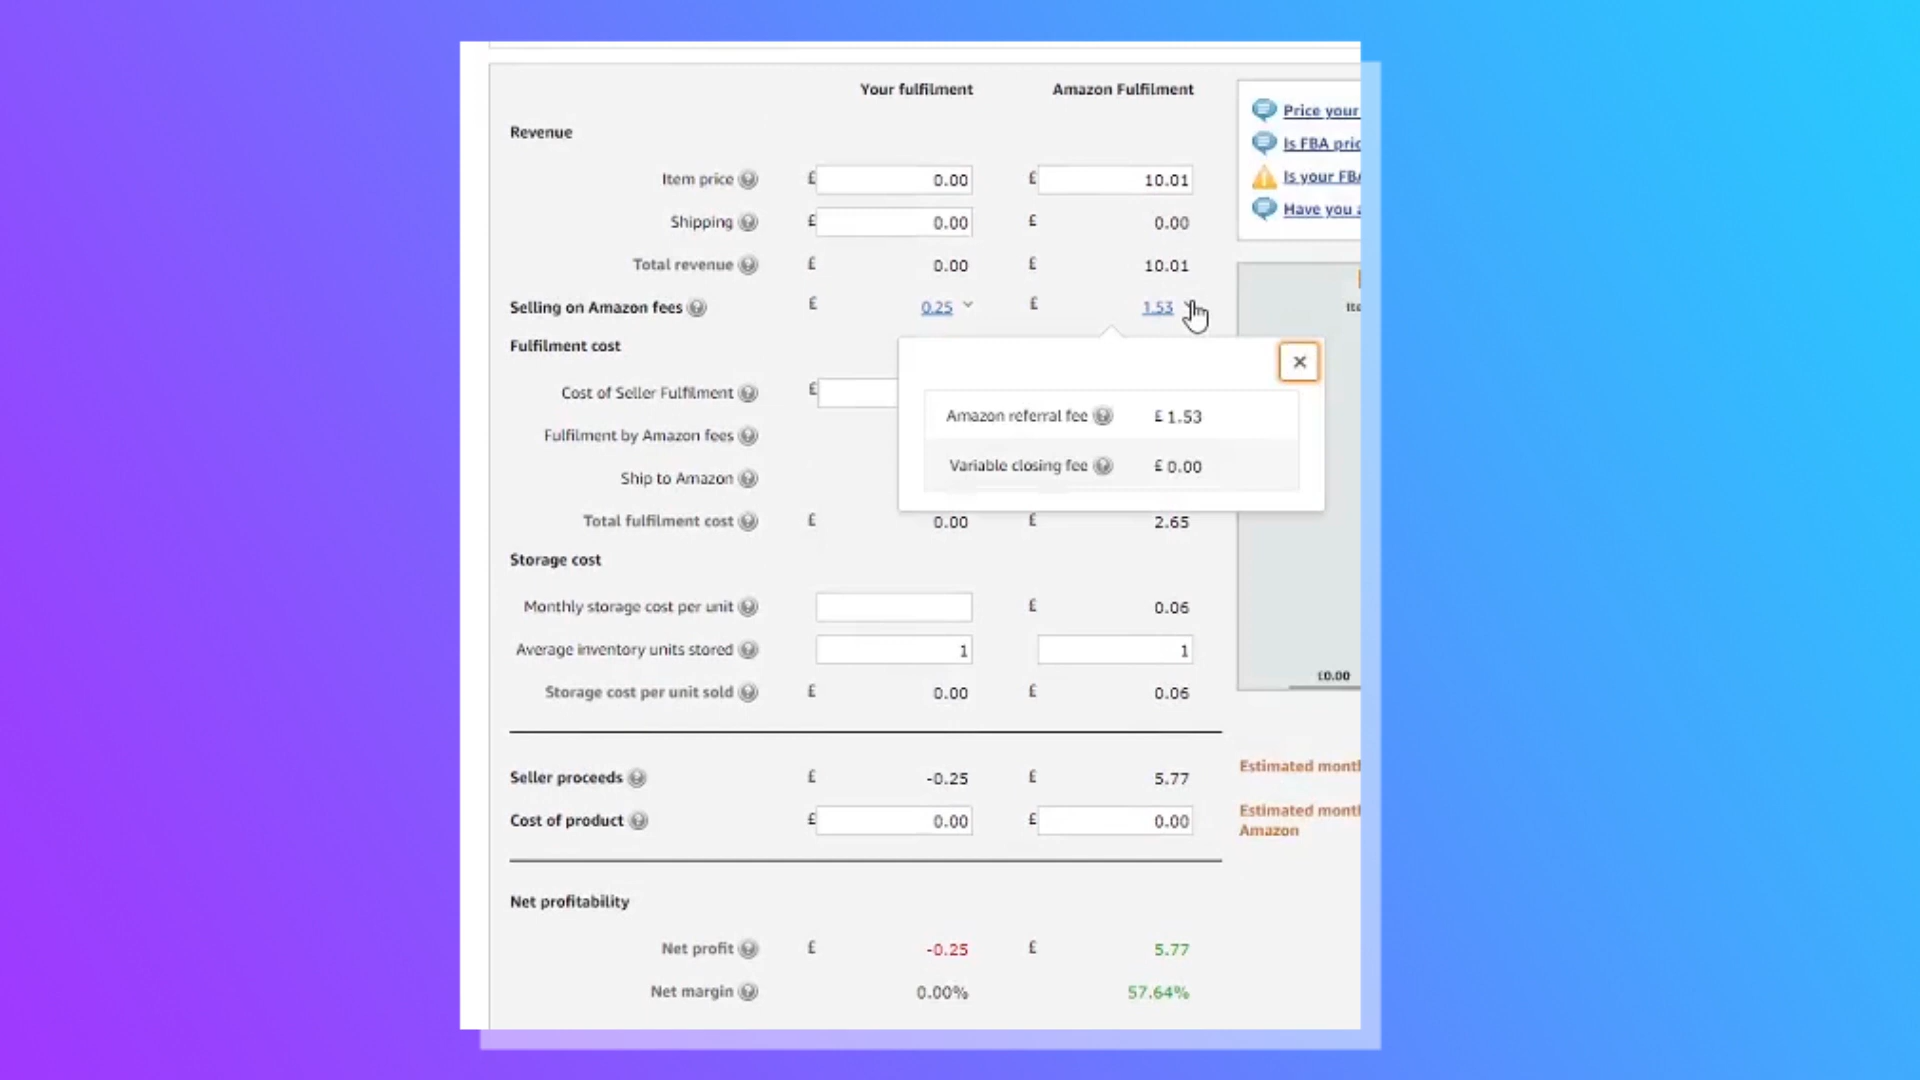 Your fulfilment Amazon Fulfilment
Revenue
Item price £ 0.00 £ 10.01
Shipping £ 0.00 £ 0.00
Total revenue £ 0.00 £ 10.01
Selling on Amazon fees £ 0.25 £ 1.53
Fulfilment cost
Cost of Seller Fulfilment £
Fulfilment by Amazon fees
Ship to Amazon
Total fulfilment cost £ 0.00 £ 2.65
Amazon referral fee £ 1.53
Variable closing fee £ 0.00
Storage cost
Monthly storage cost per unit £ 0.06
Average inventory units stored 1 1
Storage cost per unit sold £ 0.00 £ 0.06
Seller proceeds £ -0.25 £ 5.77
Cost of product £ 0.00 £ 0.00
Net profitability
Net profit £ -0.25 £ 5.77
Net margin 0.00% 57.64%
Price your
Is FBA
Is your
Have you
£0.00
Estimated
Estimated
Amazon